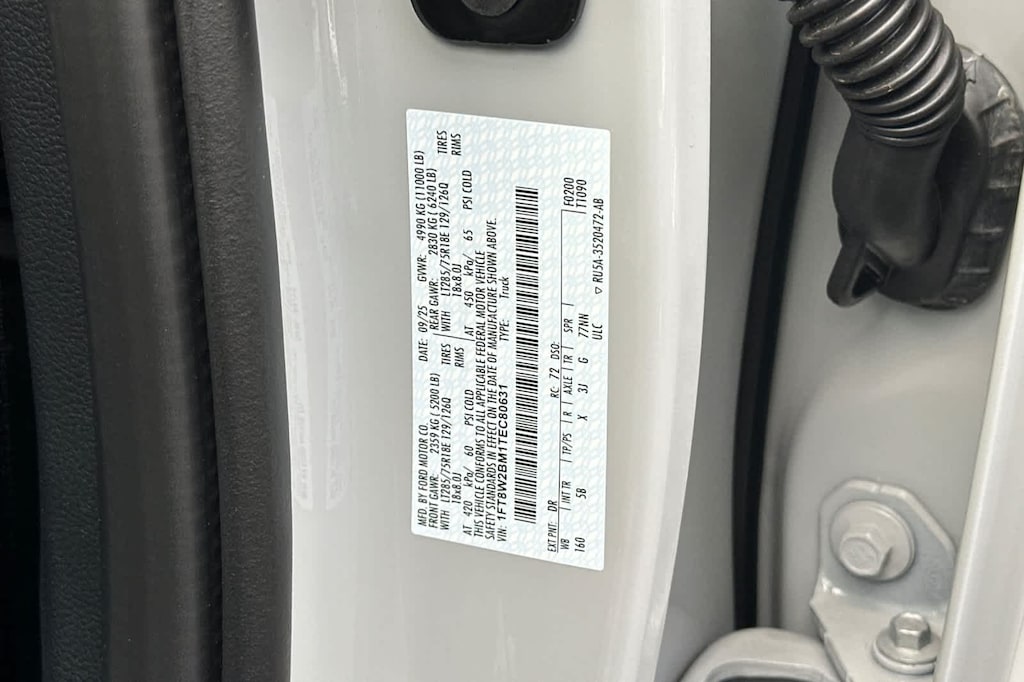 MFD. BY FORD MOTOR CO. DATE: 09/25 GVWR: 4990 KG (11000 LB)
FRONT GAWR: 2359 KG ( 5200 LB) REAR GAWR: 2830 KG ( 6240 LB)
WITH LT285/75R18E 129/126Q TIRES WITH LT285/75R18E 129/126Q TIRES
18x8.0J RIMS 18x8.0J RIMS
AT 420 kPa/ 60 PSI COLD AT 450 kPa/ 65 PSI COLD
THIS VEHICLE CONFORMS TO ALL APPLICABLE FEDERAL MOTOR VEHICLE
SAFETY STANDARDS IN EFFECT ON THE DATE OF MANUFACTURE SHOWN ABOVE.
VIN: 1FT8W2BM1TEC80631 TYPE: Truck
EXT PNT: DR RC: 72 DSO: F0200
WB INT TR TP/PS R AXLE TR SPR T1090
160 5B X 3J G 77NN
ULC ▽ RU5A-3520472-AB